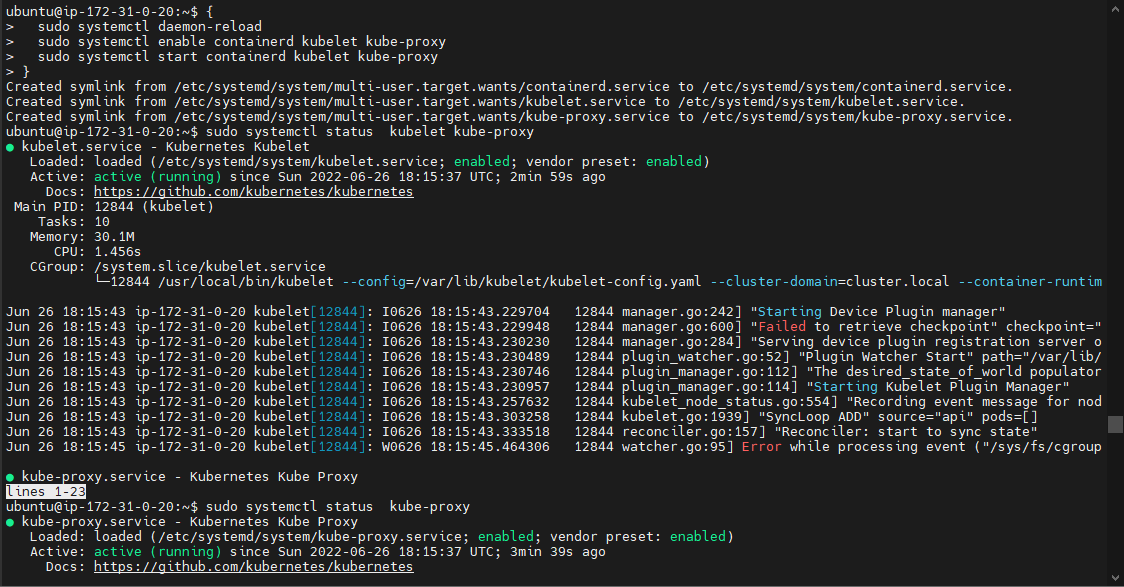 ubuntu@ip-172-31-0-20:~$ {
>   sudo systemctl daemon-reload
>   sudo systemctl enable containerd kubelet kube-proxy
>   sudo systemctl start containerd kubelet kube-proxy
> }
Created symlink from /etc/systemd/system/multi-user.target.wants/containerd.service to /etc/systemd/system/containerd.service.
Created symlink from /etc/systemd/system/multi-user.target.wants/kubelet.service to /etc/systemd/system/kubelet.service.
Created symlink from /etc/systemd/system/multi-user.target.wants/kube-proxy.service to /etc/systemd/system/kube-proxy.service.
ubuntu@ip-172-31-0-20:~$ sudo systemctl status  kubelet kube-proxy
● kubelet.service - Kubernetes Kubelet
   Loaded: loaded (/etc/systemd/system/kubelet.service; enabled; vendor preset: enabled)
   Active: active (running) since Sun 2022-06-26 18:15:37 UTC; 2min 59s ago
     Docs: https://github.com/kubernetes/kubernetes
 Main PID: 12844 (kubelet)
    Tasks: 10
   Memory: 30.1M
      CPU: 1.456s
   CGroup: /system.slice/kubelet.service
           └─12844 /usr/local/bin/kubelet --config=/var/lib/kubelet/kubelet-config.yaml --cluster-domain=cluster.local --container-runtim

Jun 26 18:15:43 ip-172-31-0-20 kubelet[12844]: I0626 18:15:43.229704   12844 manager.go:242] "Starting Device Plugin manager"
Jun 26 18:15:43 ip-172-31-0-20 kubelet[12844]: I0626 18:15:43.229948   12844 manager.go:600] "Failed to retrieve checkpoint" checkpoint="
Jun 26 18:15:43 ip-172-31-0-20 kubelet[12844]: I0626 18:15:43.230230   12844 manager.go:284] "Serving device plugin registration server o
Jun 26 18:15:43 ip-172-31-0-20 kubelet[12844]: I0626 18:15:43.230489   12844 plugin_watcher.go:52] "Plugin Watcher Start" path="/var/lib/
Jun 26 18:15:43 ip-172-31-0-20 kubelet[12844]: I0626 18:15:43.230746   12844 plugin_manager.go:112] "The desired_state_of_world populator
Jun 26 18:15:43 ip-172-31-0-20 kubelet[12844]: I0626 18:15:43.230957   12844 plugin_manager.go:114] "Starting Kubelet Plugin Manager"
Jun 26 18:15:43 ip-172-31-0-20 kubelet[12844]: I0626 18:15:43.257632   12844 kubelet_node_status.go:554] "Recording event message for nod
Jun 26 18:15:43 ip-172-31-0-20 kubelet[12844]: I0626 18:15:43.303258   12844 kubelet.go:1939] "SyncLoop ADD" source="api" pods=[]
Jun 26 18:15:43 ip-172-31-0-20 kubelet[12844]: I0626 18:15:43.333518   12844 reconciler.go:157] "Reconciler: start to sync state"
Jun 26 18:15:45 ip-172-31-0-20 kubelet[12844]: W0626 18:15:45.464306   12844 watcher.go:95] Error while processing event ("/sys/fs/cgroup

● kube-proxy.service - Kubernetes Kube Proxy
lines 1-23
ubuntu@ip-172-31-0-20:~$ sudo systemctl status  kube-proxy
● kube-proxy.service - Kubernetes Kube Proxy
   Loaded: loaded (/etc/systemd/system/kube-proxy.service; enabled; vendor preset: enabled)
   Active: active (running) since Sun 2022-06-26 18:15:37 UTC; 3min 39s ago
     Docs: https://github.com/kubernetes/kubernetes